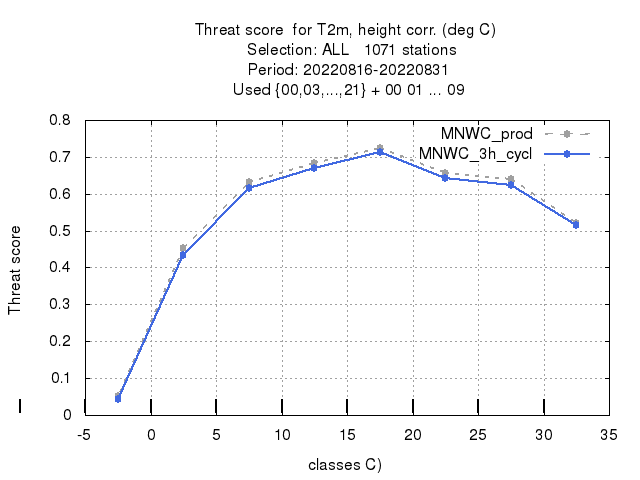 Threat score  for T2m, height corr. (deg C)
Selection: ALL   1071 stations
Period: 20220816-20220831
Used {00,03,...,21} + 00 01 ... 09
MNWC_prod
MNWC_3h_cycl
Threat score
0.8
0.7
0.6
0.5
0.4
0.3
0.2
0.1
0
-5 0 5 10 15 20 25 30 35
classes C)